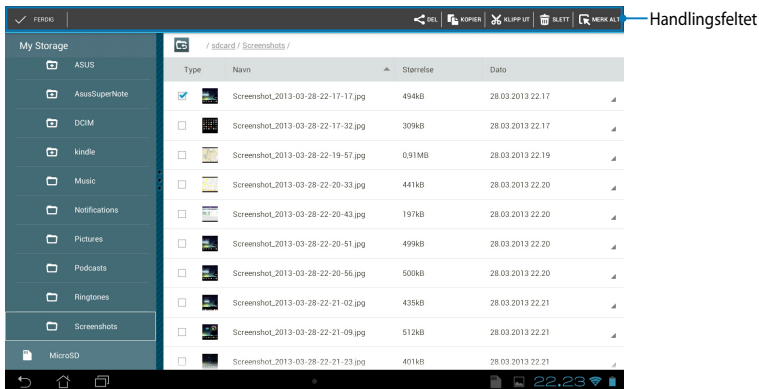 FERDIG DEL KOPIER KLIPP UT SLETT MERK ALT
Handlingsfeltet
My Storage
/ sdcard / Screenshots /
ASUS
AsusSuperNote
DCIM
kindle
Music
Notifications
Pictures
Podcasts
Ringtones
Screenshots
MicroSD
Type Navn Størrelse Dato
Screenshot_2013-03-28-22-17-17.jpg 494kB 28.03.2013 22.17
Screenshot_2013-03-28-22-17-32.jpg 309kB 28.03.2013 22.17
Screenshot_2013-03-28-22-19-57.jpg 0,91MB 28.03.2013 22.19
Screenshot_2013-03-28-22-20-33.jpg 441kB 28.03.2013 22.20
Screenshot_2013-03-28-22-20-43.jpg 197kB 28.03.2013 22.20
Screenshot_2013-03-28-22-20-51.jpg 499kB 28.03.2013 22.20
Screenshot_2013-03-28-22-20-56.jpg 500kB 28.03.2013 22.20
Screenshot_2013-03-28-22-21-02.jpg 435kB 28.03.2013 22.21
Screenshot_2013-03-28-22-21-09.jpg 512kB 28.03.2013 22.21
Screenshot_2013-03-28-22-21-23.jpg 401kB 28.03.2013 22.21
22.23